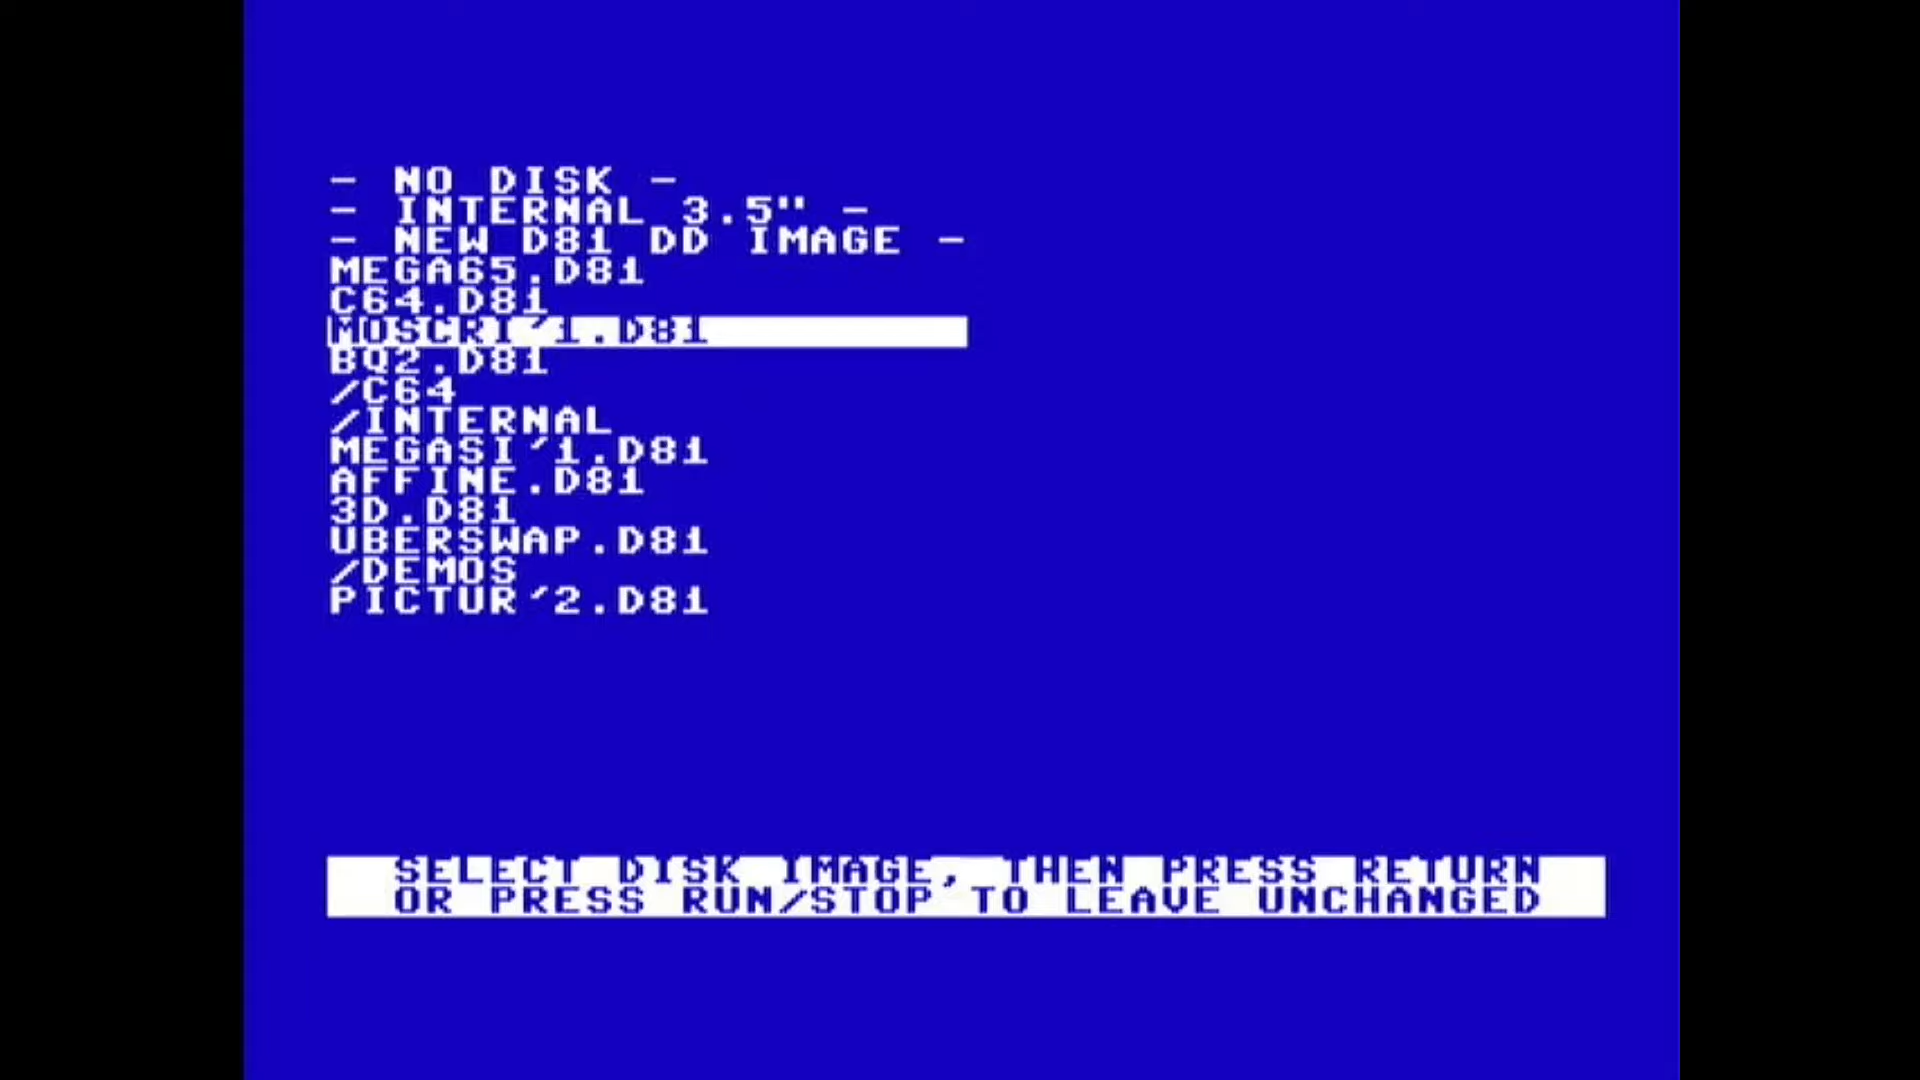 - NO DISK -
- INTERNAL 3.5" -
- NEW D81 DD IMAGE -
MEGA65.D81
C64.D81
MOSCRI´1.D81
BQ2.D81
/C64
/INTERNAL
MEGASI´1.D81
AFFINE.D81
3D.D81
UBERSWAP.D81
/DEMOS
PICTUR´2.D81
SELECT DISK IMAGE, THEN PRESS RETURN
OR PRESS RUN/STOP TO LEAVE UNCHANGED